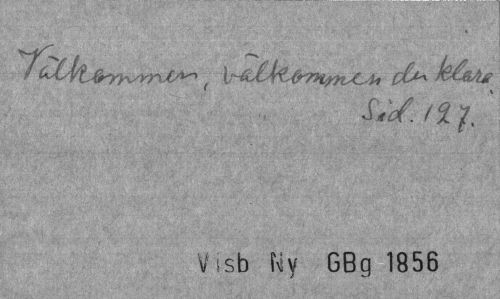 Välkommen, välkommen du klara.
Sid. 127.
Visb Ny GBg 1856